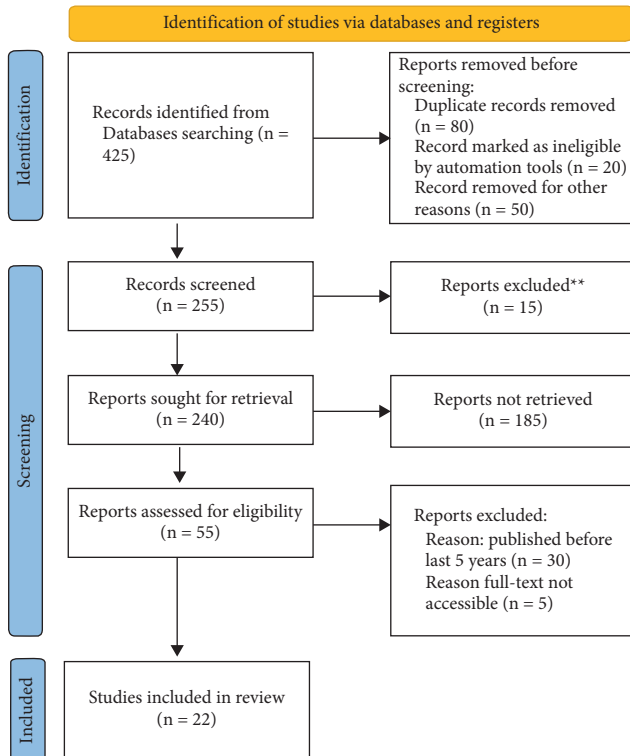 Identification of studies via databases and registers
Identification
Records identified from
Databases searching (n =
425)
Reports removed before
screening:
Duplicate records removed
(n = 80)
Record marked as ineligible
by automation tools (n = 20)
Record removed for other
reasons (n = 50)
Screening
Records screened
(n = 255)
Reports excluded**
(n = 15)
Reports sought for retrieval
(n = 240)
Reports not retrieved
(n = 185)
Reports assessed for eligibility
(n = 55)
Reports excluded:
Reason: published before
last 5 years (n = 30)
Reason full-text not
accessible (n = 5)
Included
Studies included in review
(n = 22)